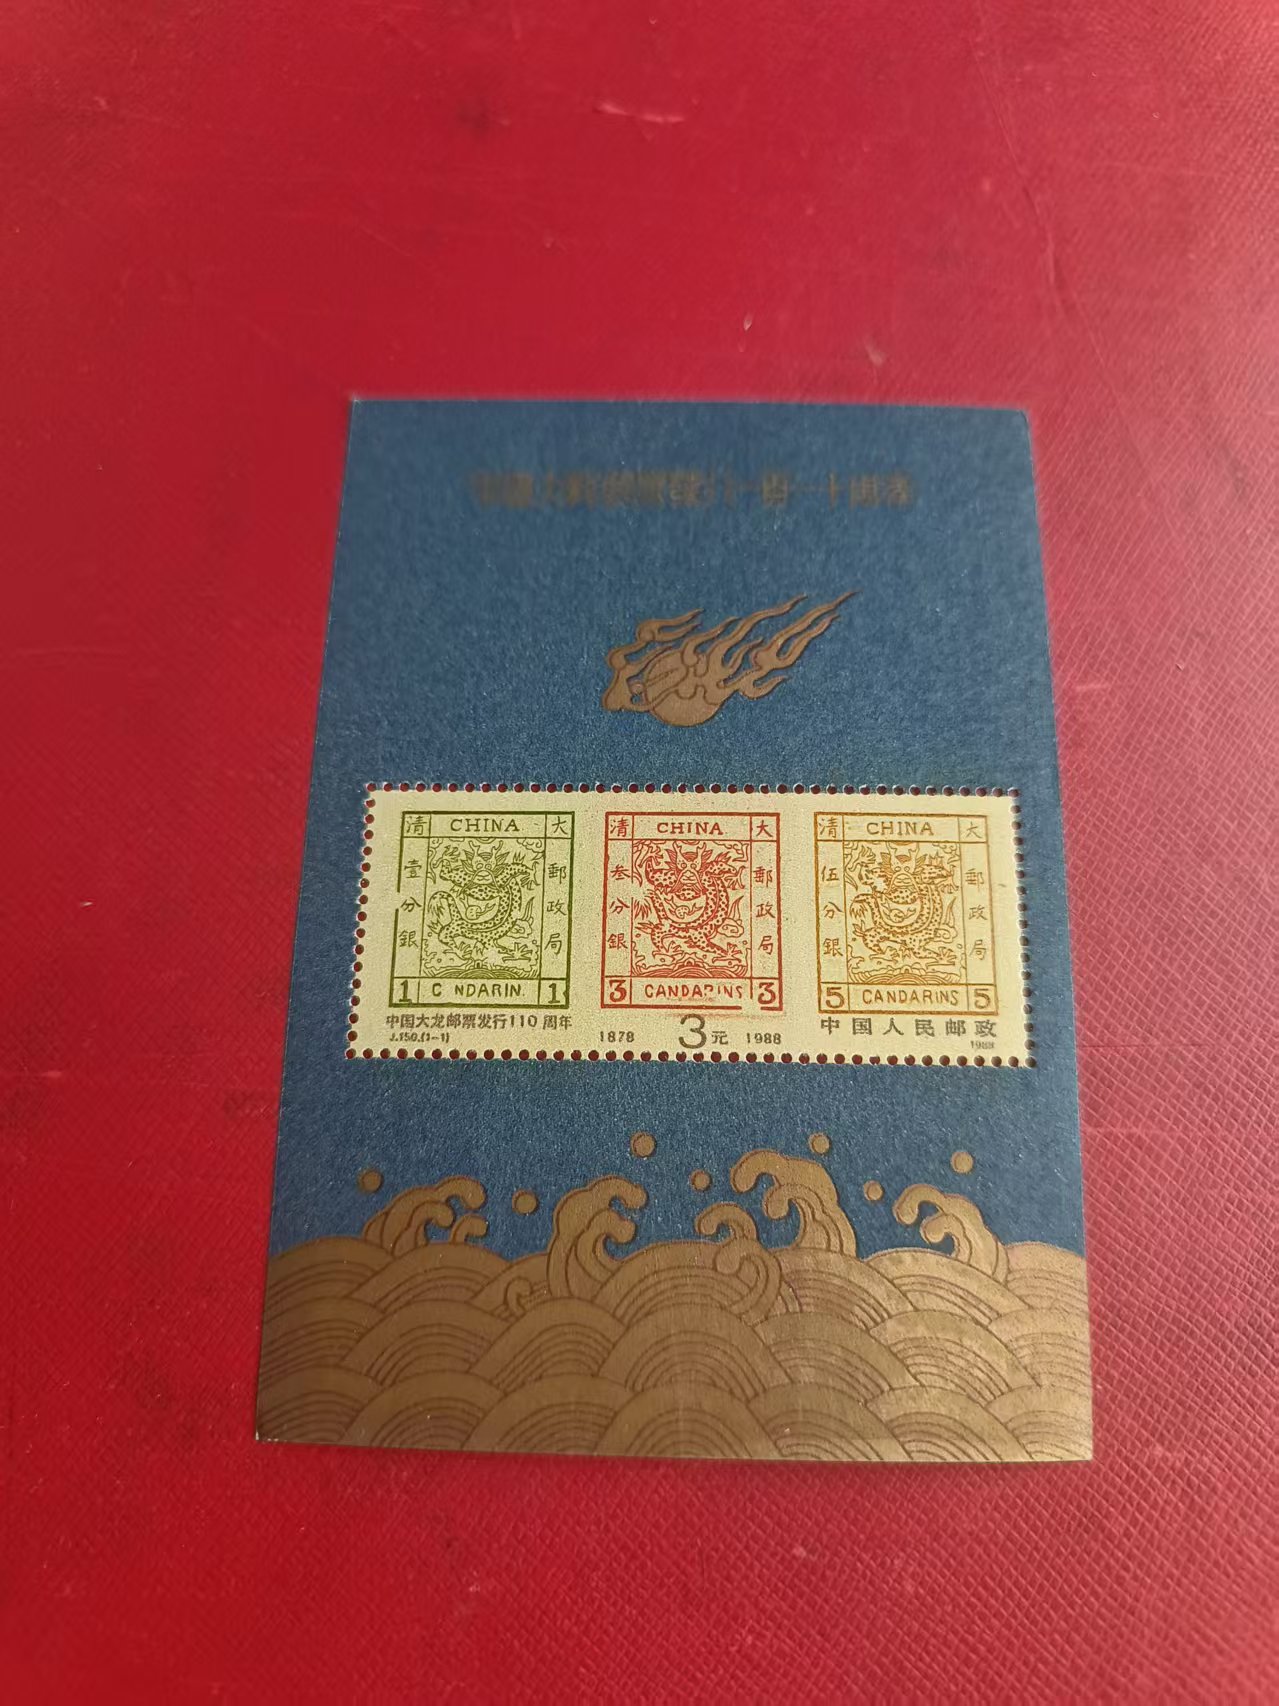 清 CHINA 大
壹分銀
郵政局
1 C NDARIN. 1
清 CHINA 大
叁分銀
郵政局
3 CANDARINS 3
清 CHINA 大
伍分銀
郵政局
5 CANDARINS 5
中国大龙邮票发行110周年
J.150.(1-1)
1878 3元 1988
中国人民邮政
1988